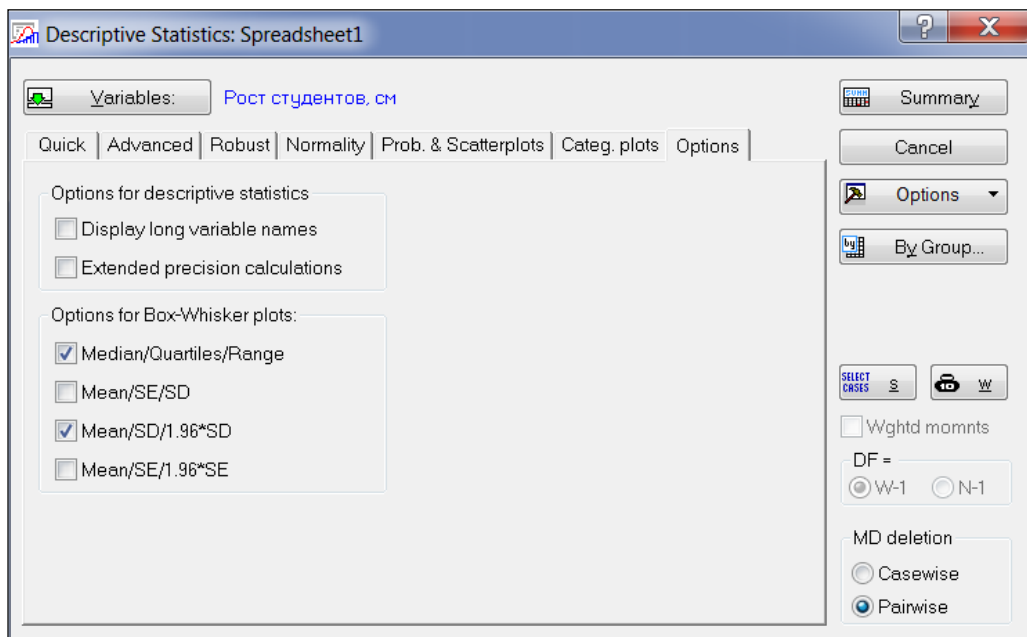 Descriptive Statistics: Spreadsheet1
?
X
Variables:
Рост студентов, см
Quick
Advanced
Robust
Normality
Prob. & Scatterplots
Categ. plots
Options
Options for descriptive statistics
Display long variable names
Extended precision calculations
Options for Box-Whisker plots:
Median/Quartiles/Range
Mean/SE/SD
Mean/SD/1.96*SD
Mean/SE/1.96*SE
SUMM
Summary
Cancel
Options
by
By Group...
SELECT
CASES
S
W
Wghtd momnts
DF =
W-1
N-1
MD deletion
Casewise
Pairwise